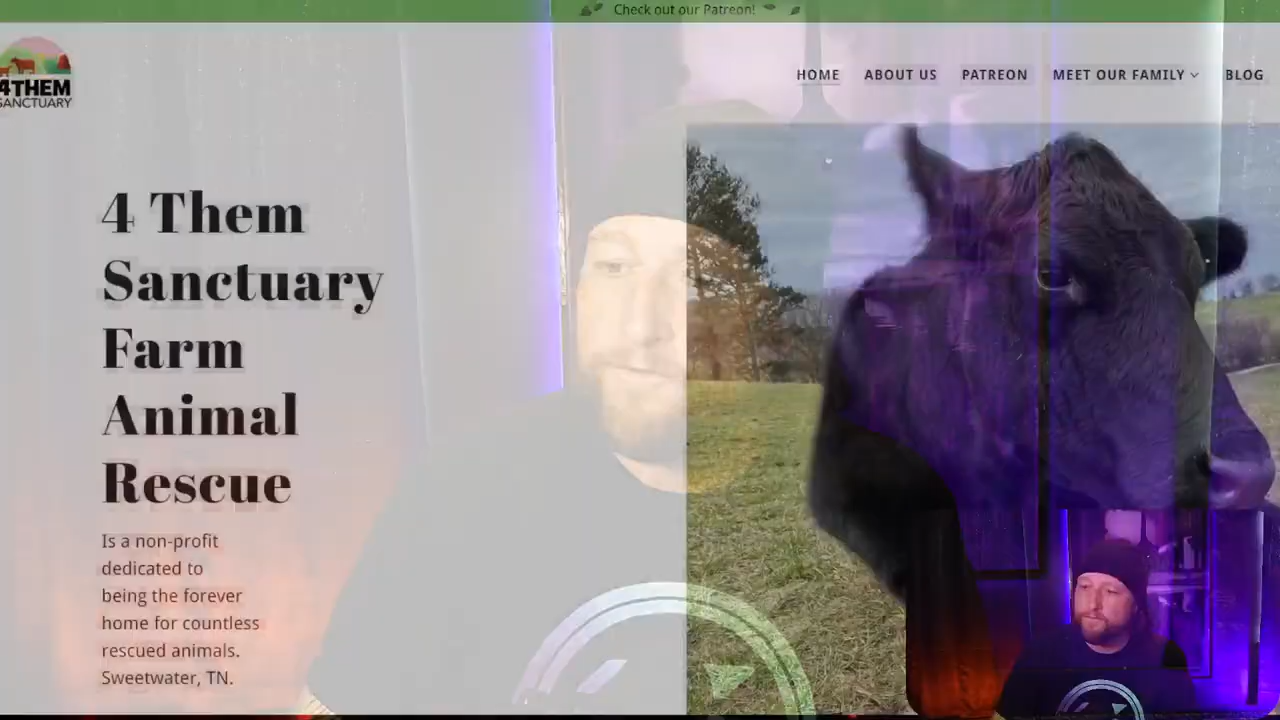 Check out our Patreon!
4THEM
SANCTUARY
HOME
ABOUT US
PATREON
MEET OUR FAMILY
BLOG
4 Them
Sanctuary
Farm
Animal
Rescue
Is a non-profit
dedicated to
being the forever
home for countless
rescued animals.
Sweetwater, TN.